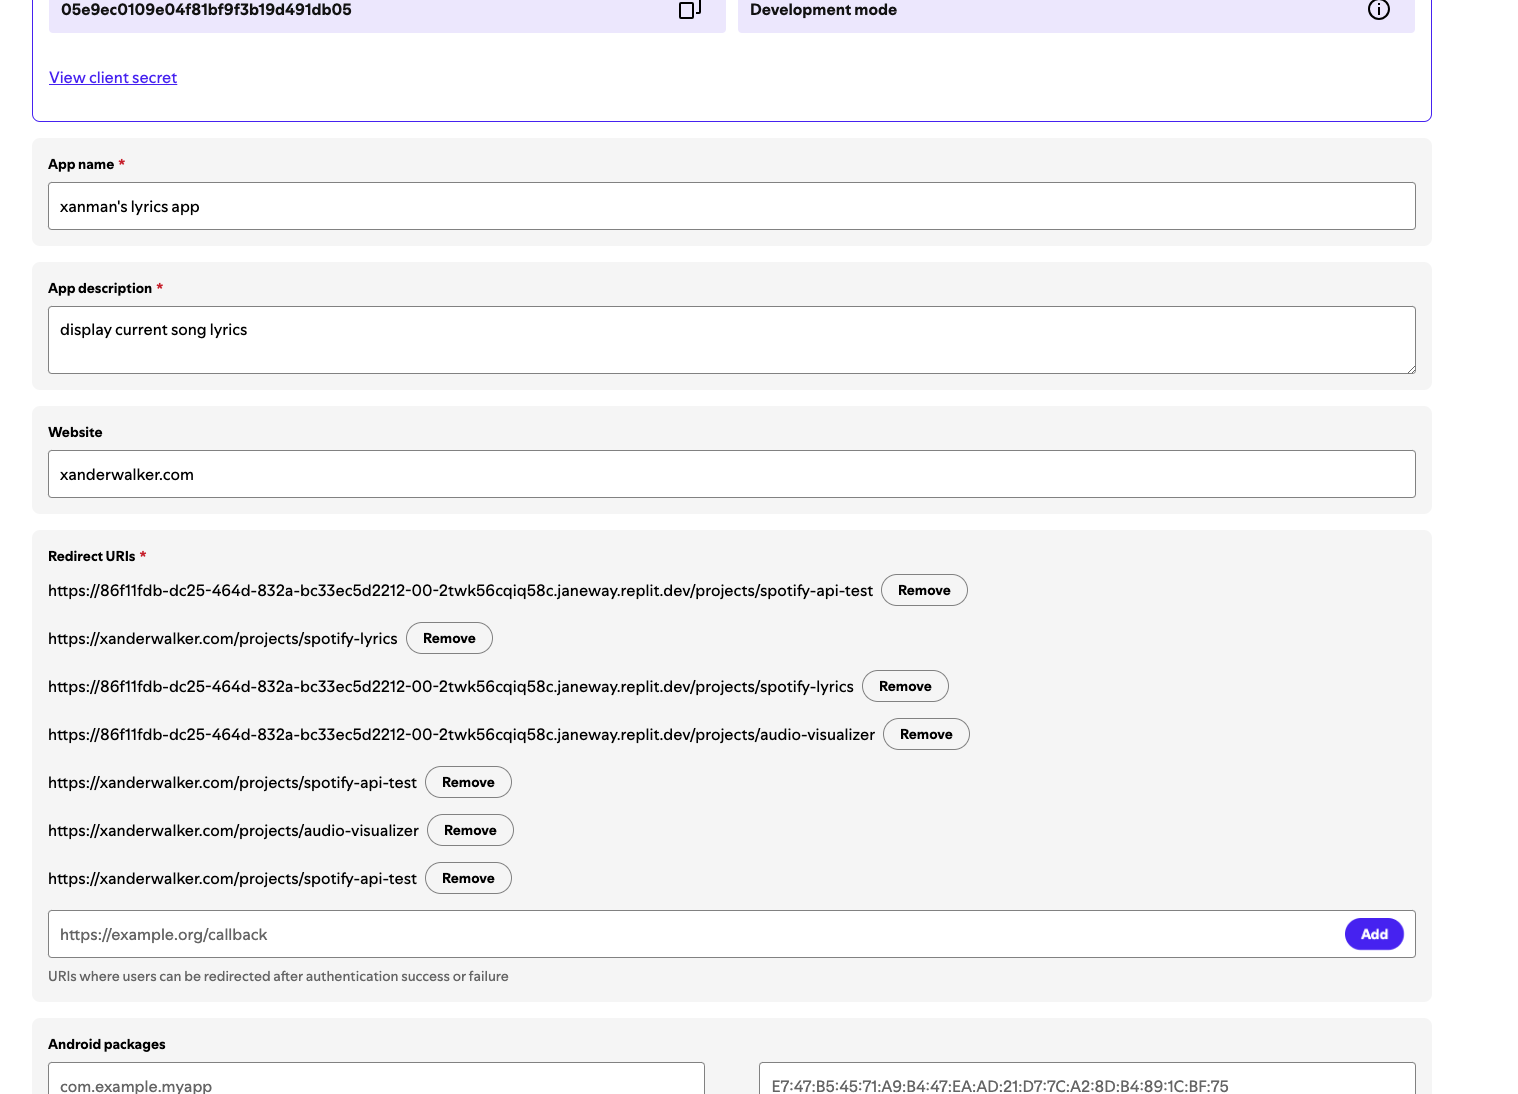 05e9ec0109e04f81bf9f3b19d491db05
Development mode
View client secret
App name *
xanman's lyrics app
App description *
display current song lyrics
Website
xanderwalker.com
Redirect URIs *
https://86f11fdb-dc25-464d-832a-bc33ec5d2212-00-2twk56cqiq58c.janeway.replit.dev/projects/spotify-api-test Remove
https://xanderwalker.com/projects/spotify-lyrics Remove
https://86f11fdb-dc25-464d-832a-bc33ec5d2212-00-2twk56cqiq58c.janeway.replit.dev/projects/spotify-lyrics Remove
https://86f11fdb-dc25-464d-832a-bc33ec5d2212-00-2twk56cqiq58c.janeway.replit.dev/projects/audio-visualizer Remove
https://xanderwalker.com/projects/spotify-api-test Remove
https://xanderwalker.com/projects/audio-visualizer Remove
https://xanderwalker.com/projects/spotify-api-test Remove
https://example.org/callback Add
URIs where users can be redirected after authentication success or failure
Android packages
com.example.myapp
E7:47:B5:45:71:A9:B4:47:EA:AD:21:D7:7C:A2:8D:B4:89:1C:BF:75